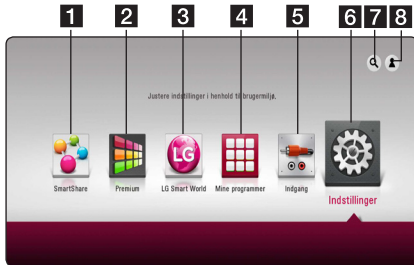 1 2 3 4 5 6 7 8
Justere indstillinger i henhold til brugermiljø.
LG
SmartShare Premium LG Smart World Mine programmer Indgang
Indstillinger